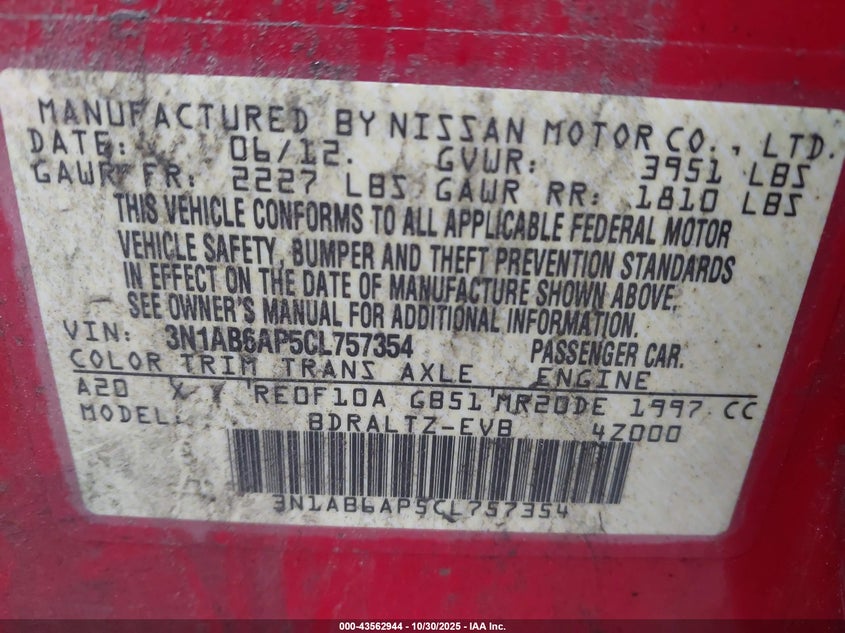 MANUFACTURED BY NISSAN MOTOR CO., LTD.
DATE: 06/12. GVWR: 3951 LBS
GAWR FR: 2227 LBS GAWR RR: 1810 LBS
THIS VEHICLE CONFORMS TO ALL APPLICABLE FEDERAL MOTOR
VEHICLE SAFETY, BUMPER AND THEFT PREVENTION STANDARDS
IN EFFECT ON THE DATE OF MANUFACTURE SHOWN ABOVE.
SEE OWNER'S MANUAL FOR ADDITIONAL INFORMATION.
VIN: 3N1AB6AP5CL757354 PASSENGER CAR.
COLOR TRIM TRANS AXLE ENGINE
A20 RE0F10A GB51 MR20DE 1997 CC
MODEL: BDRALTZ-EVB 4Z000
3N1AB6AP5CL757354
000-43562944 - 10/30/2025 - IAA Inc.